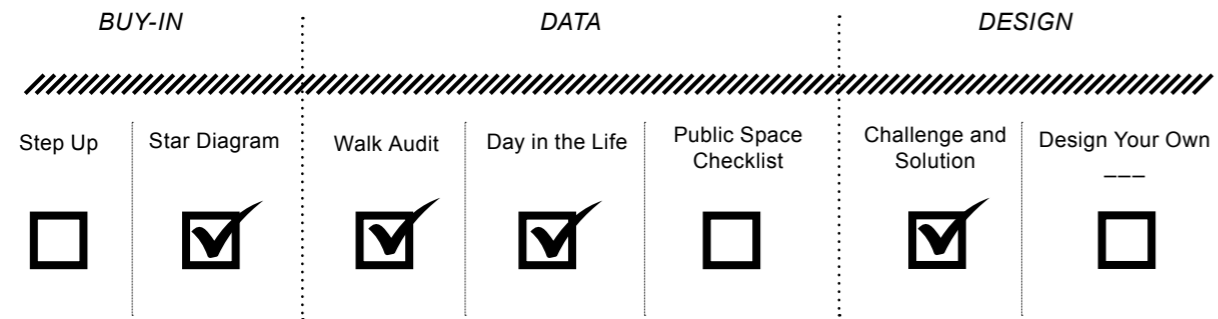 BUY-IN
DATA
DESIGN
Step Up
Star Diagram
Walk Audit
Day in the Life
Public Space
Checklist
Challenge and
Solution
Design Your Own
___